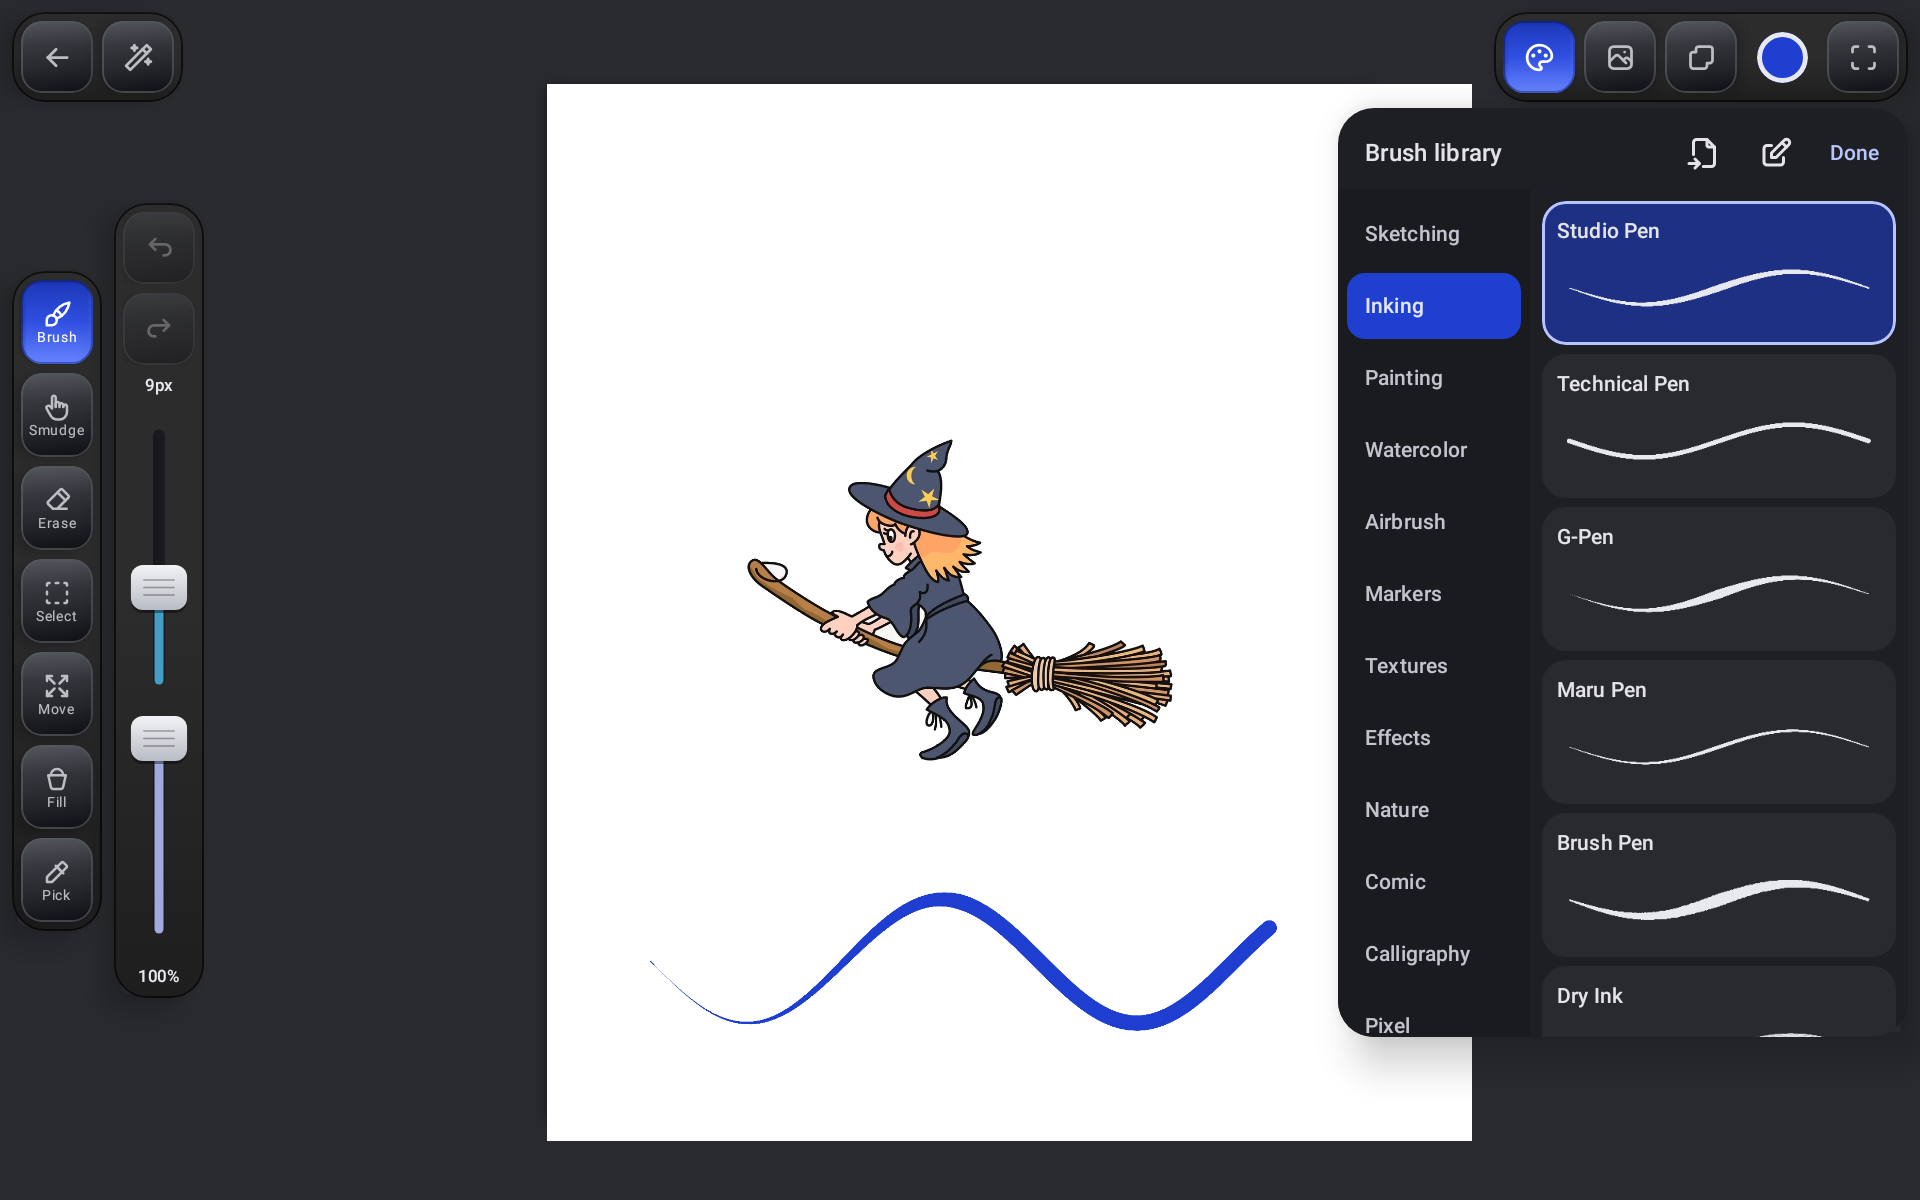 Brush library
Done
Sketching
Inking
Painting
Watercolor
Airbrush
Markers
Textures
Effects
Nature
Comic
Calligraphy
Pixel
Studio Pen
Technical Pen
G-Pen
Maru Pen
Brush Pen
Dry Ink
Brush
Smudge
Erase
Select
Move
Fill
Pick
9px
100%